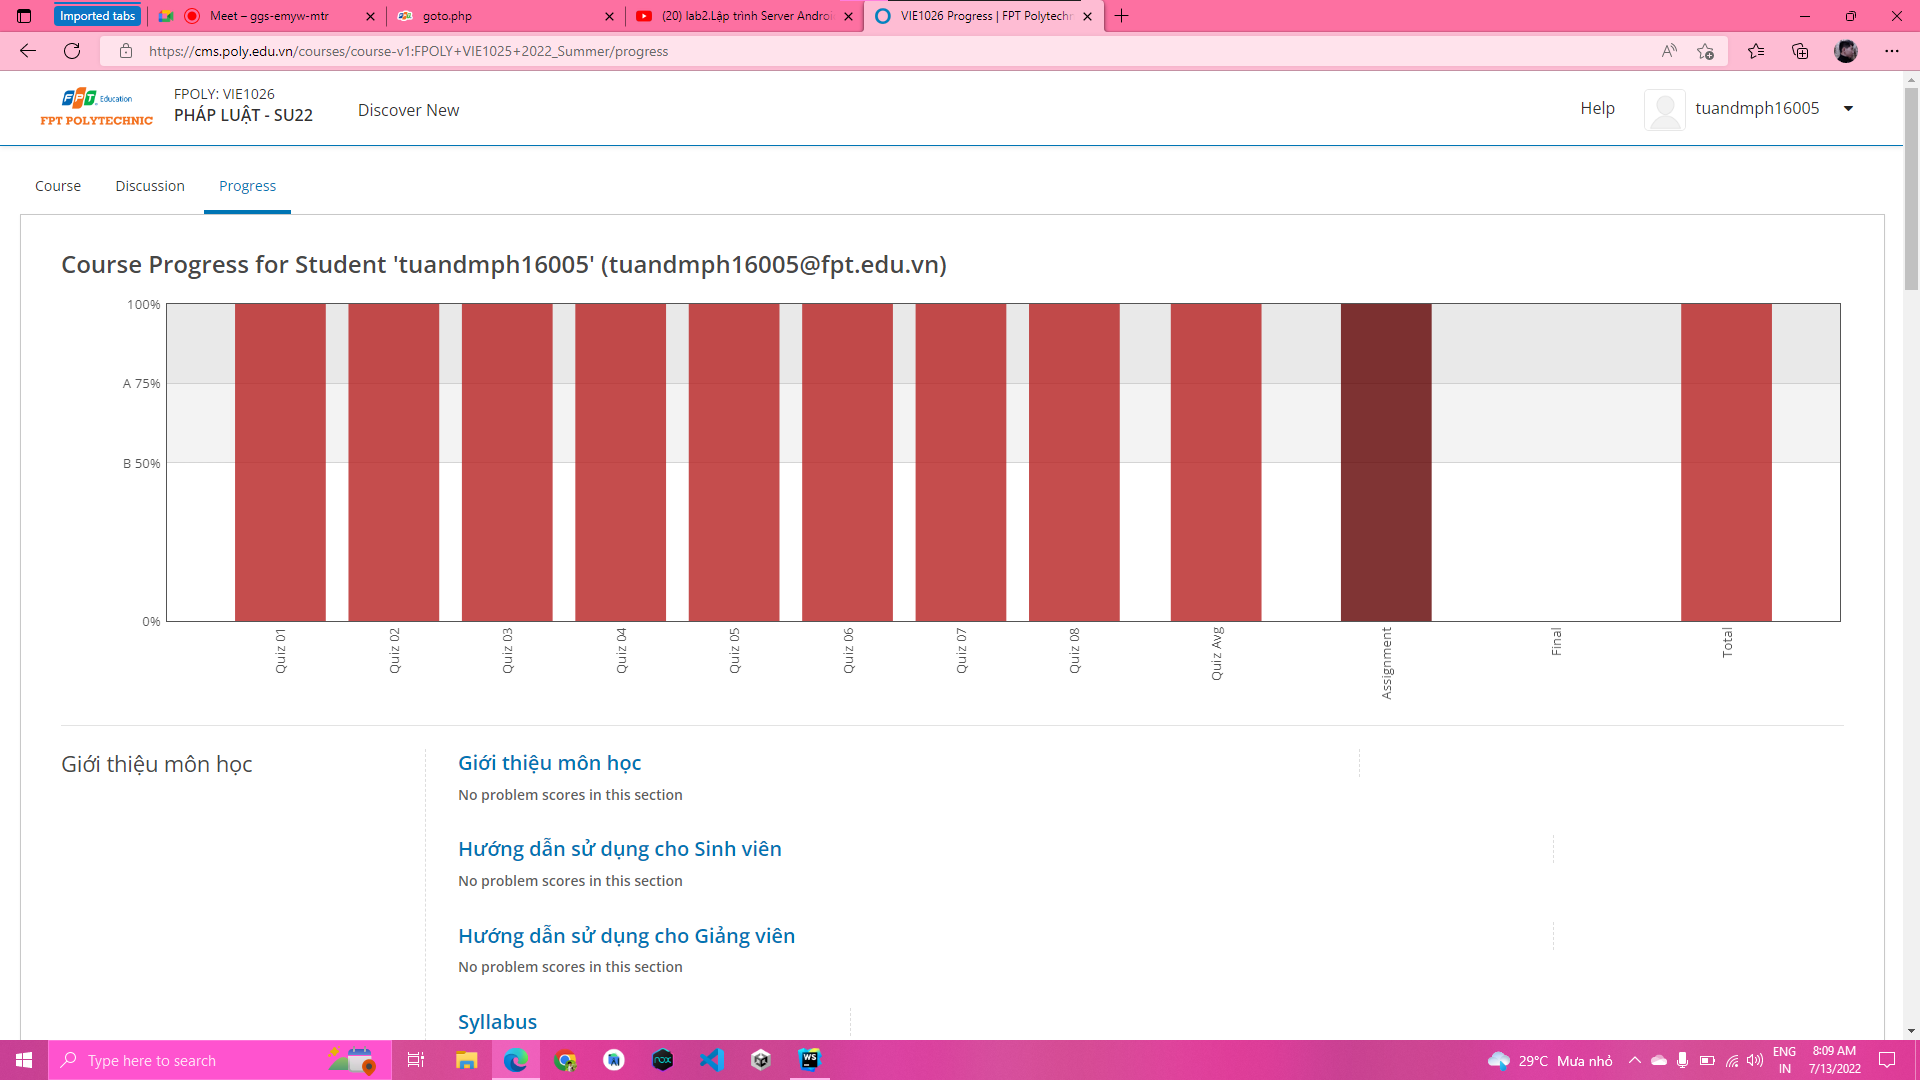 Imported tabs
Meet – ggs-emyw-mtr
goto.php
(20) lab2.Lập trình Server Androi
VIE1026 Progress | FPT Polytechn
https://cms.poly.edu.vn/courses/course-v1:FPOLY+VIE1025+2022_Summer/progress
FPT Education
FPT POLYTECHNIC
FPOLY: VIE1026
PHÁP LUẬT - SU22
Discover New
Help
tuandmph16005
Course
Discussion
Progress
Course Progress for Student 'tuandmph16005' (tuandmph16005@fpt.edu.vn)
100%
A 75%
B 50%
0%
Quiz 01
Quiz 02
Quiz 03
Quiz 04
Quiz 05
Quiz 06
Quiz 07
Quiz 08
Quiz Avg
Assignment
Final
Total
Giới thiệu môn học
Giới thiệu môn học
No problem scores in this section
Hướng dẫn sử dụng cho Sinh viên
No problem scores in this section
Hướng dẫn sử dụng cho Giảng viên
No problem scores in this section
Syllabus
Type here to search
29°C Mưa nhỏ
ENG
IN
8:09 AM
7/13/2022